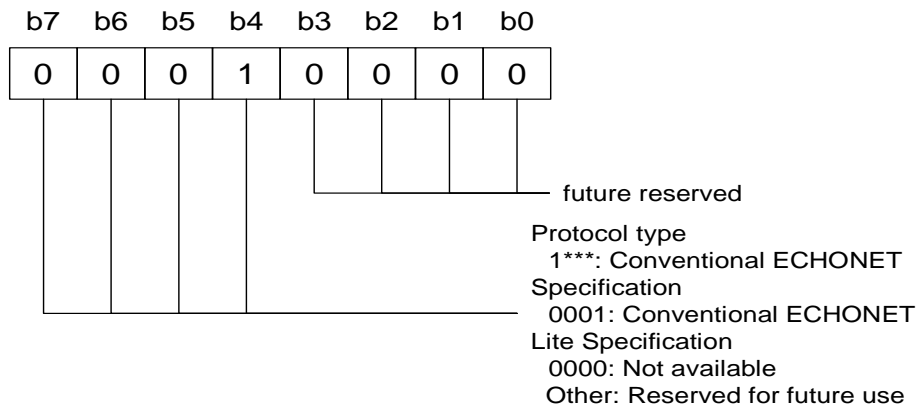 b7 b6 b5 b4 b3 b2 b1 b0
0 0 0 1 0 0 0 0
future reserved
Protocol type
1***: Conventional ECHONET
Specification
0001: Conventional ECHONET
Lite Specification
0000: Not available
Other: Reserved for future use